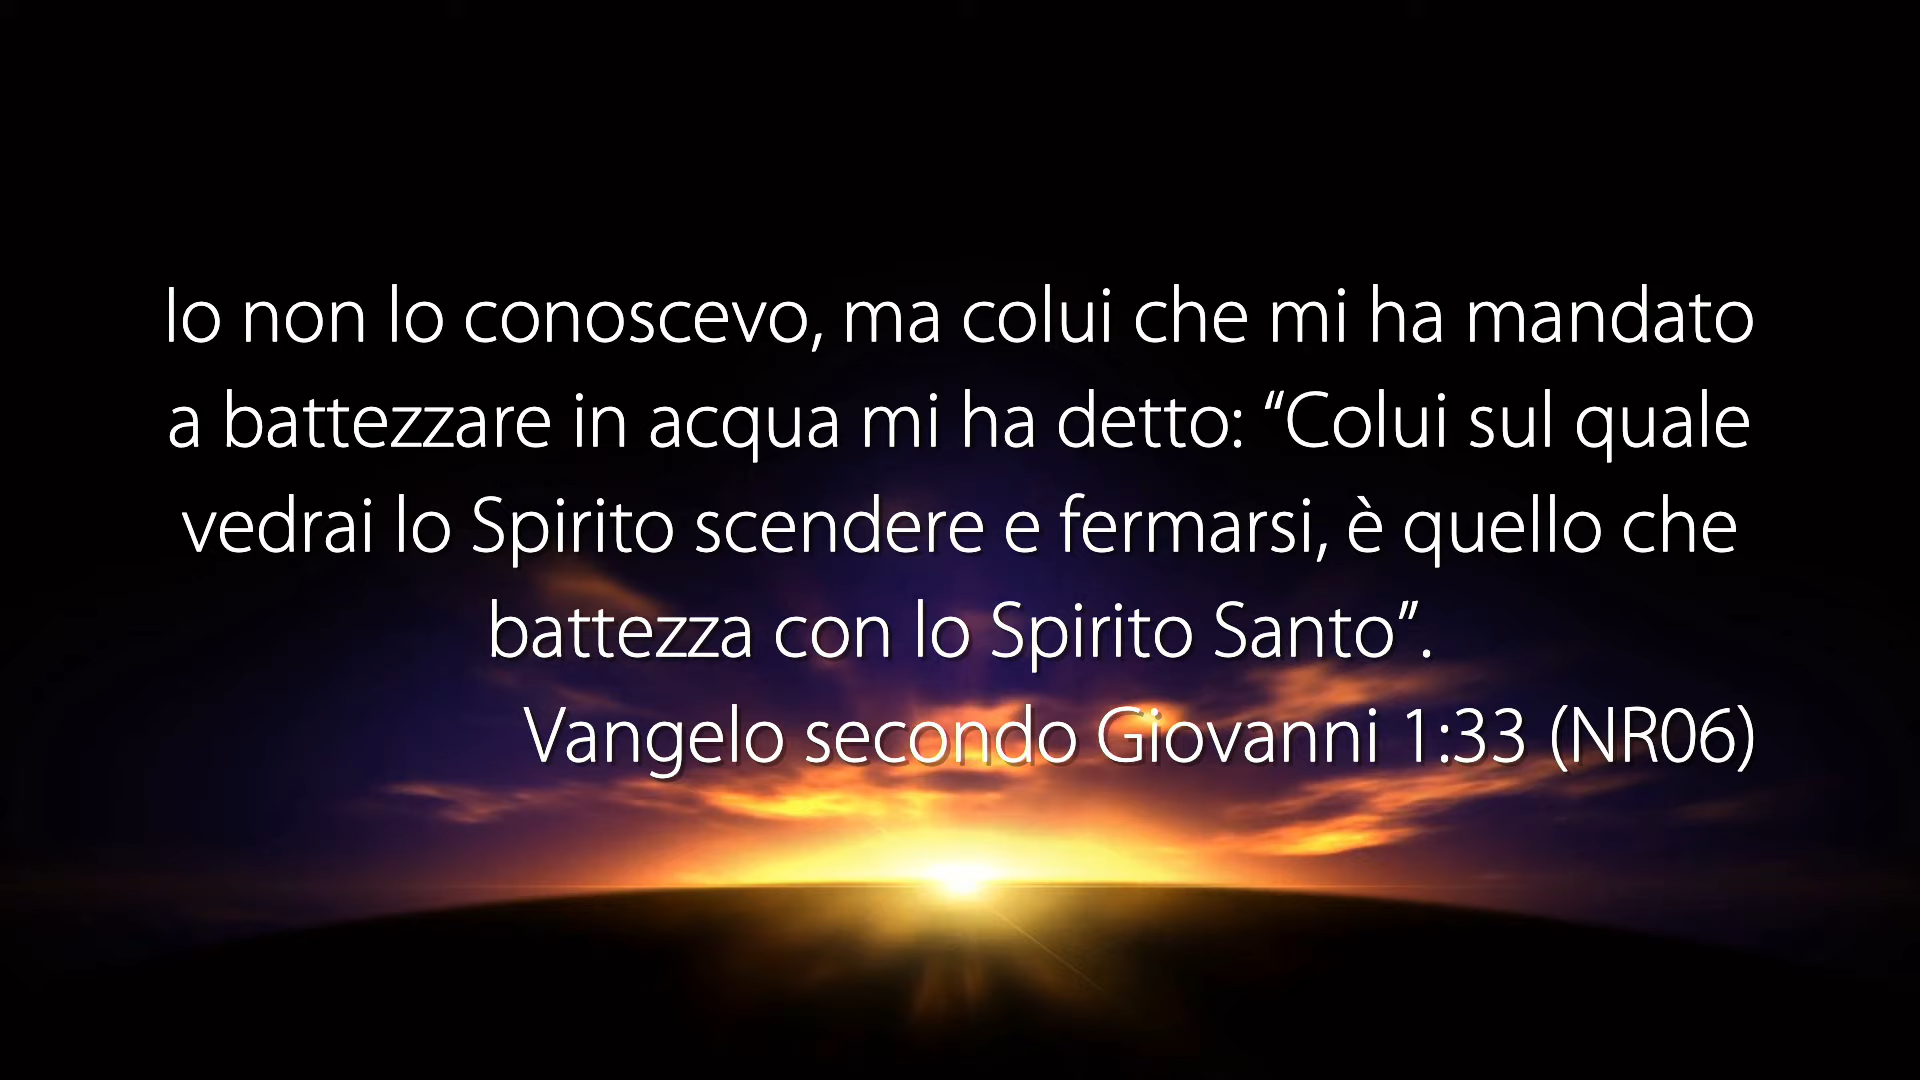 Io non lo conoscevo, ma colui che mi ha mandato
a battezzare in acqua mi ha detto: “Colui sul quale
vedrai lo Spirito scendere e fermarsi, è quello che
battezza con lo Spirito Santo”.
Vangelo secondo Giovanni 1:33 (NR06)